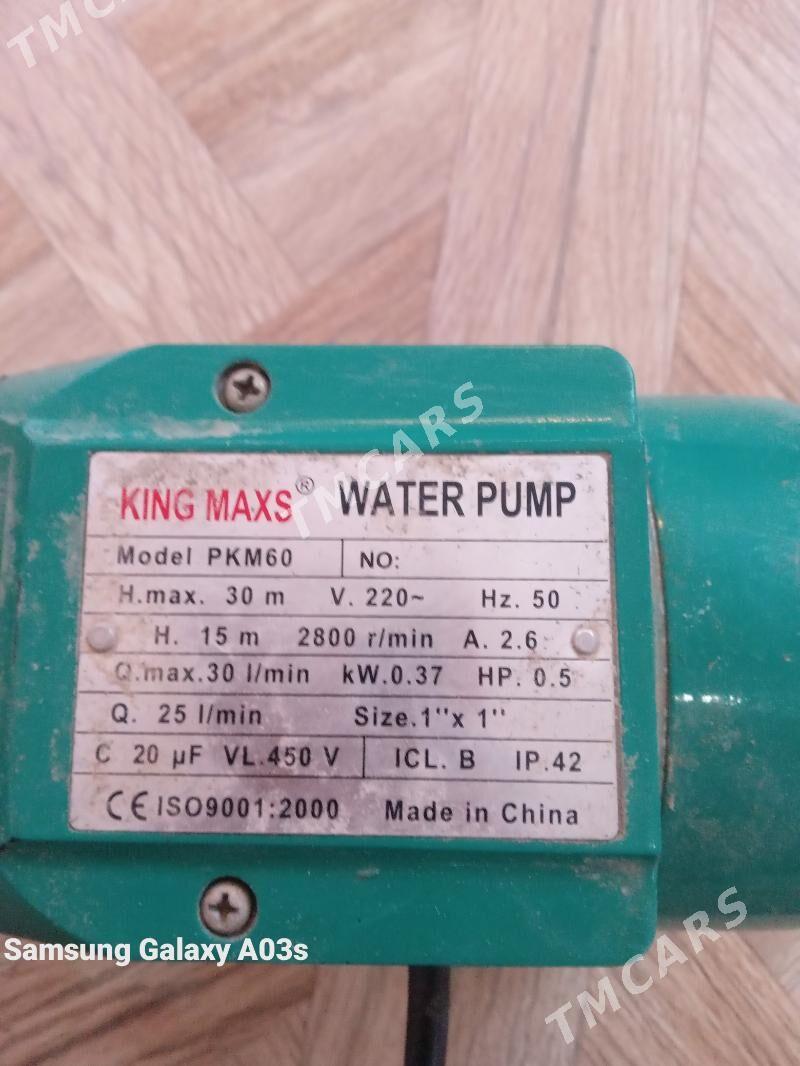 TMCARS
KING MAXS® WATER PUMP
TMCARS
Model PKM60 NO:
H.max. 30 m V. 220~ Hz. 50
H. 15 m 2800 r/min A. 2.6
Q.max.30 l/min kW.0.37 HP. 0.5
Q. 25 l/min Size.1"x 1"
C 20 µF VL.450 V ICL. B IP.42
CE ISO9001:2000 Made in China
Samsung Galaxy A03s
TMCARS